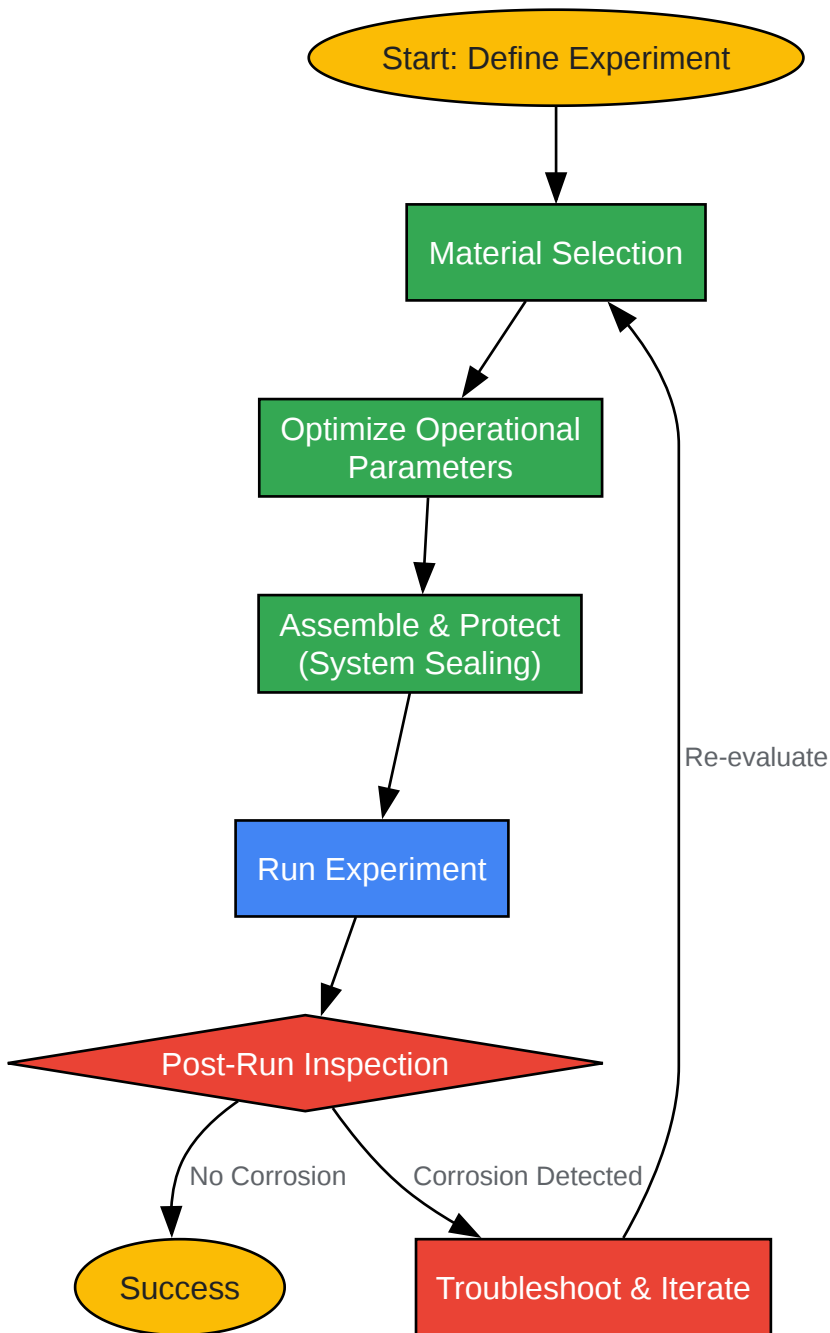 Start: Define Experiment
Material Selection
Optimize Operational
Parameters
Assemble & Protect
(System Sealing)
Re-evaluate
Run Experiment
Post-Run Inspection
No Corrosion
Corrosion Detected
Success
Troubleshoot & Iterate